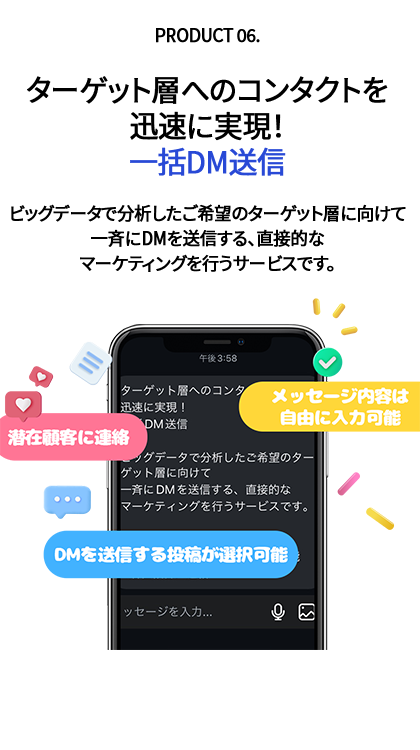 PRODUCT 06.
ターゲット層へのコンタクトを
迅速に実現！
一括DM送信
ビッグデータで分析したご希望のターゲット層に向けて
一斉にDMを送信する、直接的な
マーケティングを行うサービスです。
午後3:58
ターゲット層へのコンタ
迅速に実現！
DM送信
メッセージ内容は
自由に入力可能
潜在顧客に連絡
ビッグデータで分析したご希望のター
ゲット層に向けて
一斉にDMを送信する、直接的な
マーケティングを行うサービスです。
DMを送信する投稿が選択可能
ッセージを入力...